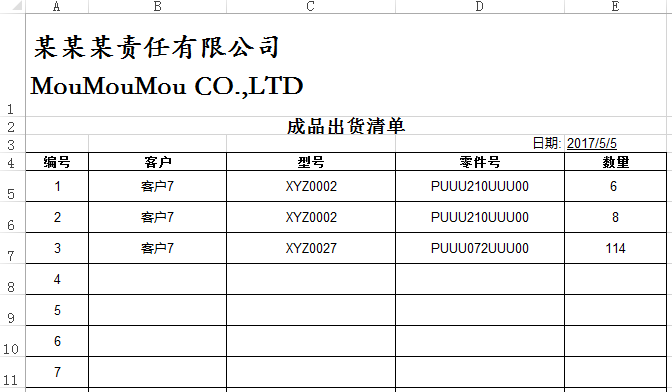 A B C D E
1 某某某责任有限公司
MouMouMou CO.,LTD
2 成品出货清单
3 日期: 2017/5/5
4 编号 客户 型号 零件号 数量
5 1 客户7 XYZ0002 PUUU210UUU00 6
6 2 客户7 XYZ0002 PUUU210UUU00 8
7 3 客户7 XYZ0027 PUUU072UUU00 114
8 4
9 5
10 6
11 7